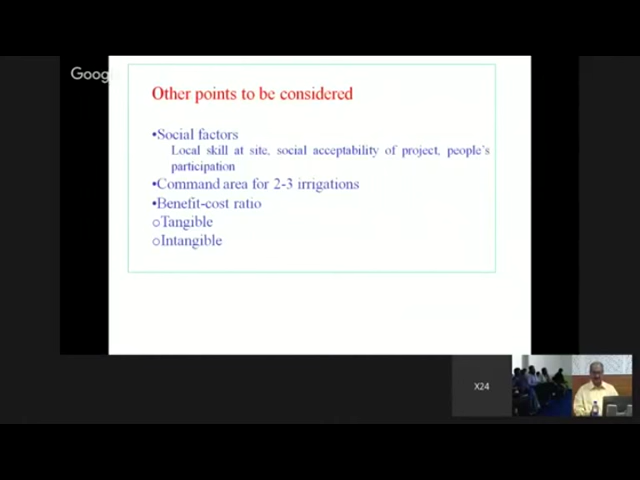 Goog
Other points to be considered
•Social factors
Local skill at site, social acceptability of project, people's
participation
•Command area for 2-3 irrigations
•Benefit-cost ratio
oTangible
oIntangible
X24